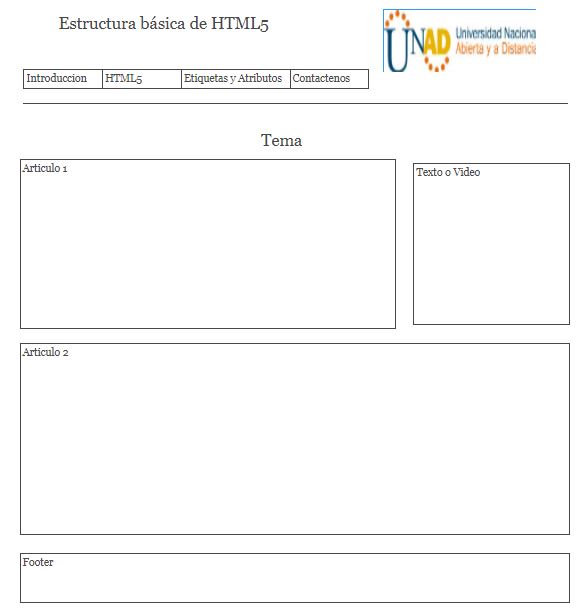 Estructura básica de HTML5
UNAD
Universidad Naciona
Abierta y a Distancia
Introduccion
HTML5
Etiquetas y Atributos
Contactenos
Tema
Articulo 1
Texto o Video
Articulo 2
Footer